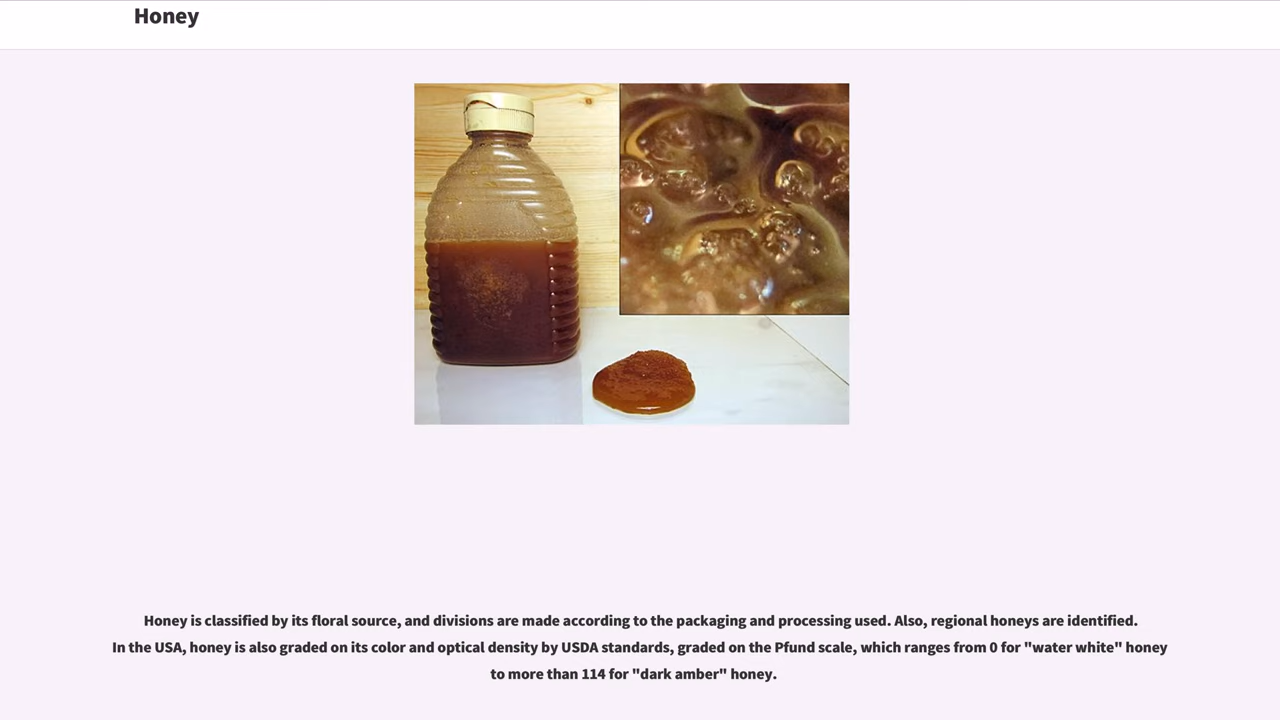 Honey
Honey is classified by its floral source, and divisions are made according to the packaging and processing used. Also, regional honeys are identified.
In the USA, honey is also graded on its color and optical density by USDA standards, graded on the Pfund scale, which ranges from 0 for "water white" honey
to more than 114 for "dark amber" honey.